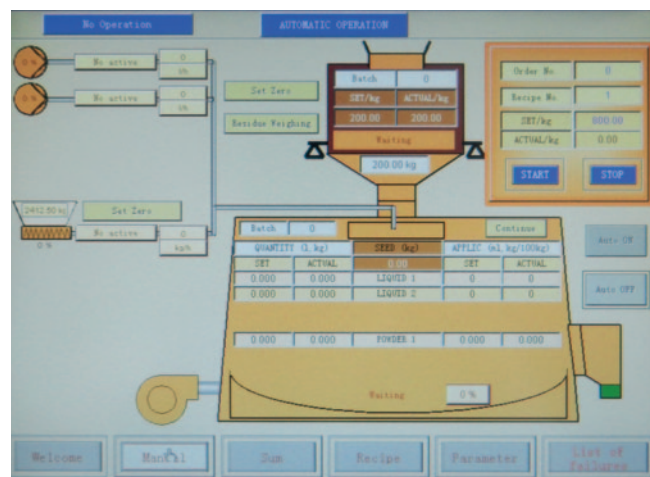 No Operation
AUTOMATIC OPERATION
0 %
No active
0
l/h
0 %
No active
0
l/h
Set Zero
Residue Weighing
Batch 0
SET/kg ACTUAL/kg
200.00 200.00
Waiting
200.00 kg
Order No. 0
Recipe No. 1
SET/kg 800.00
ACTUAL/kg 0.00
START STOP
2412.50 kg
Set Zero
0 %
No active
0
kg/h
Batch 0
Continue
QUANTITY (l, kg) SEED (kg) APPLIC. (ml, kg/100kg)
SET ACTUAL 0.00 SET ACTUAL
0.000 0.000 LIQUID 1 0 0
0.000 0.000 LIQUID 2 0 0
0.000 0.000 POWDER 1 0.000 0.000
Waiting 0 %
Auto ON
Auto OFF
Welcome Manual Sum Recipe Parameter List of
failures